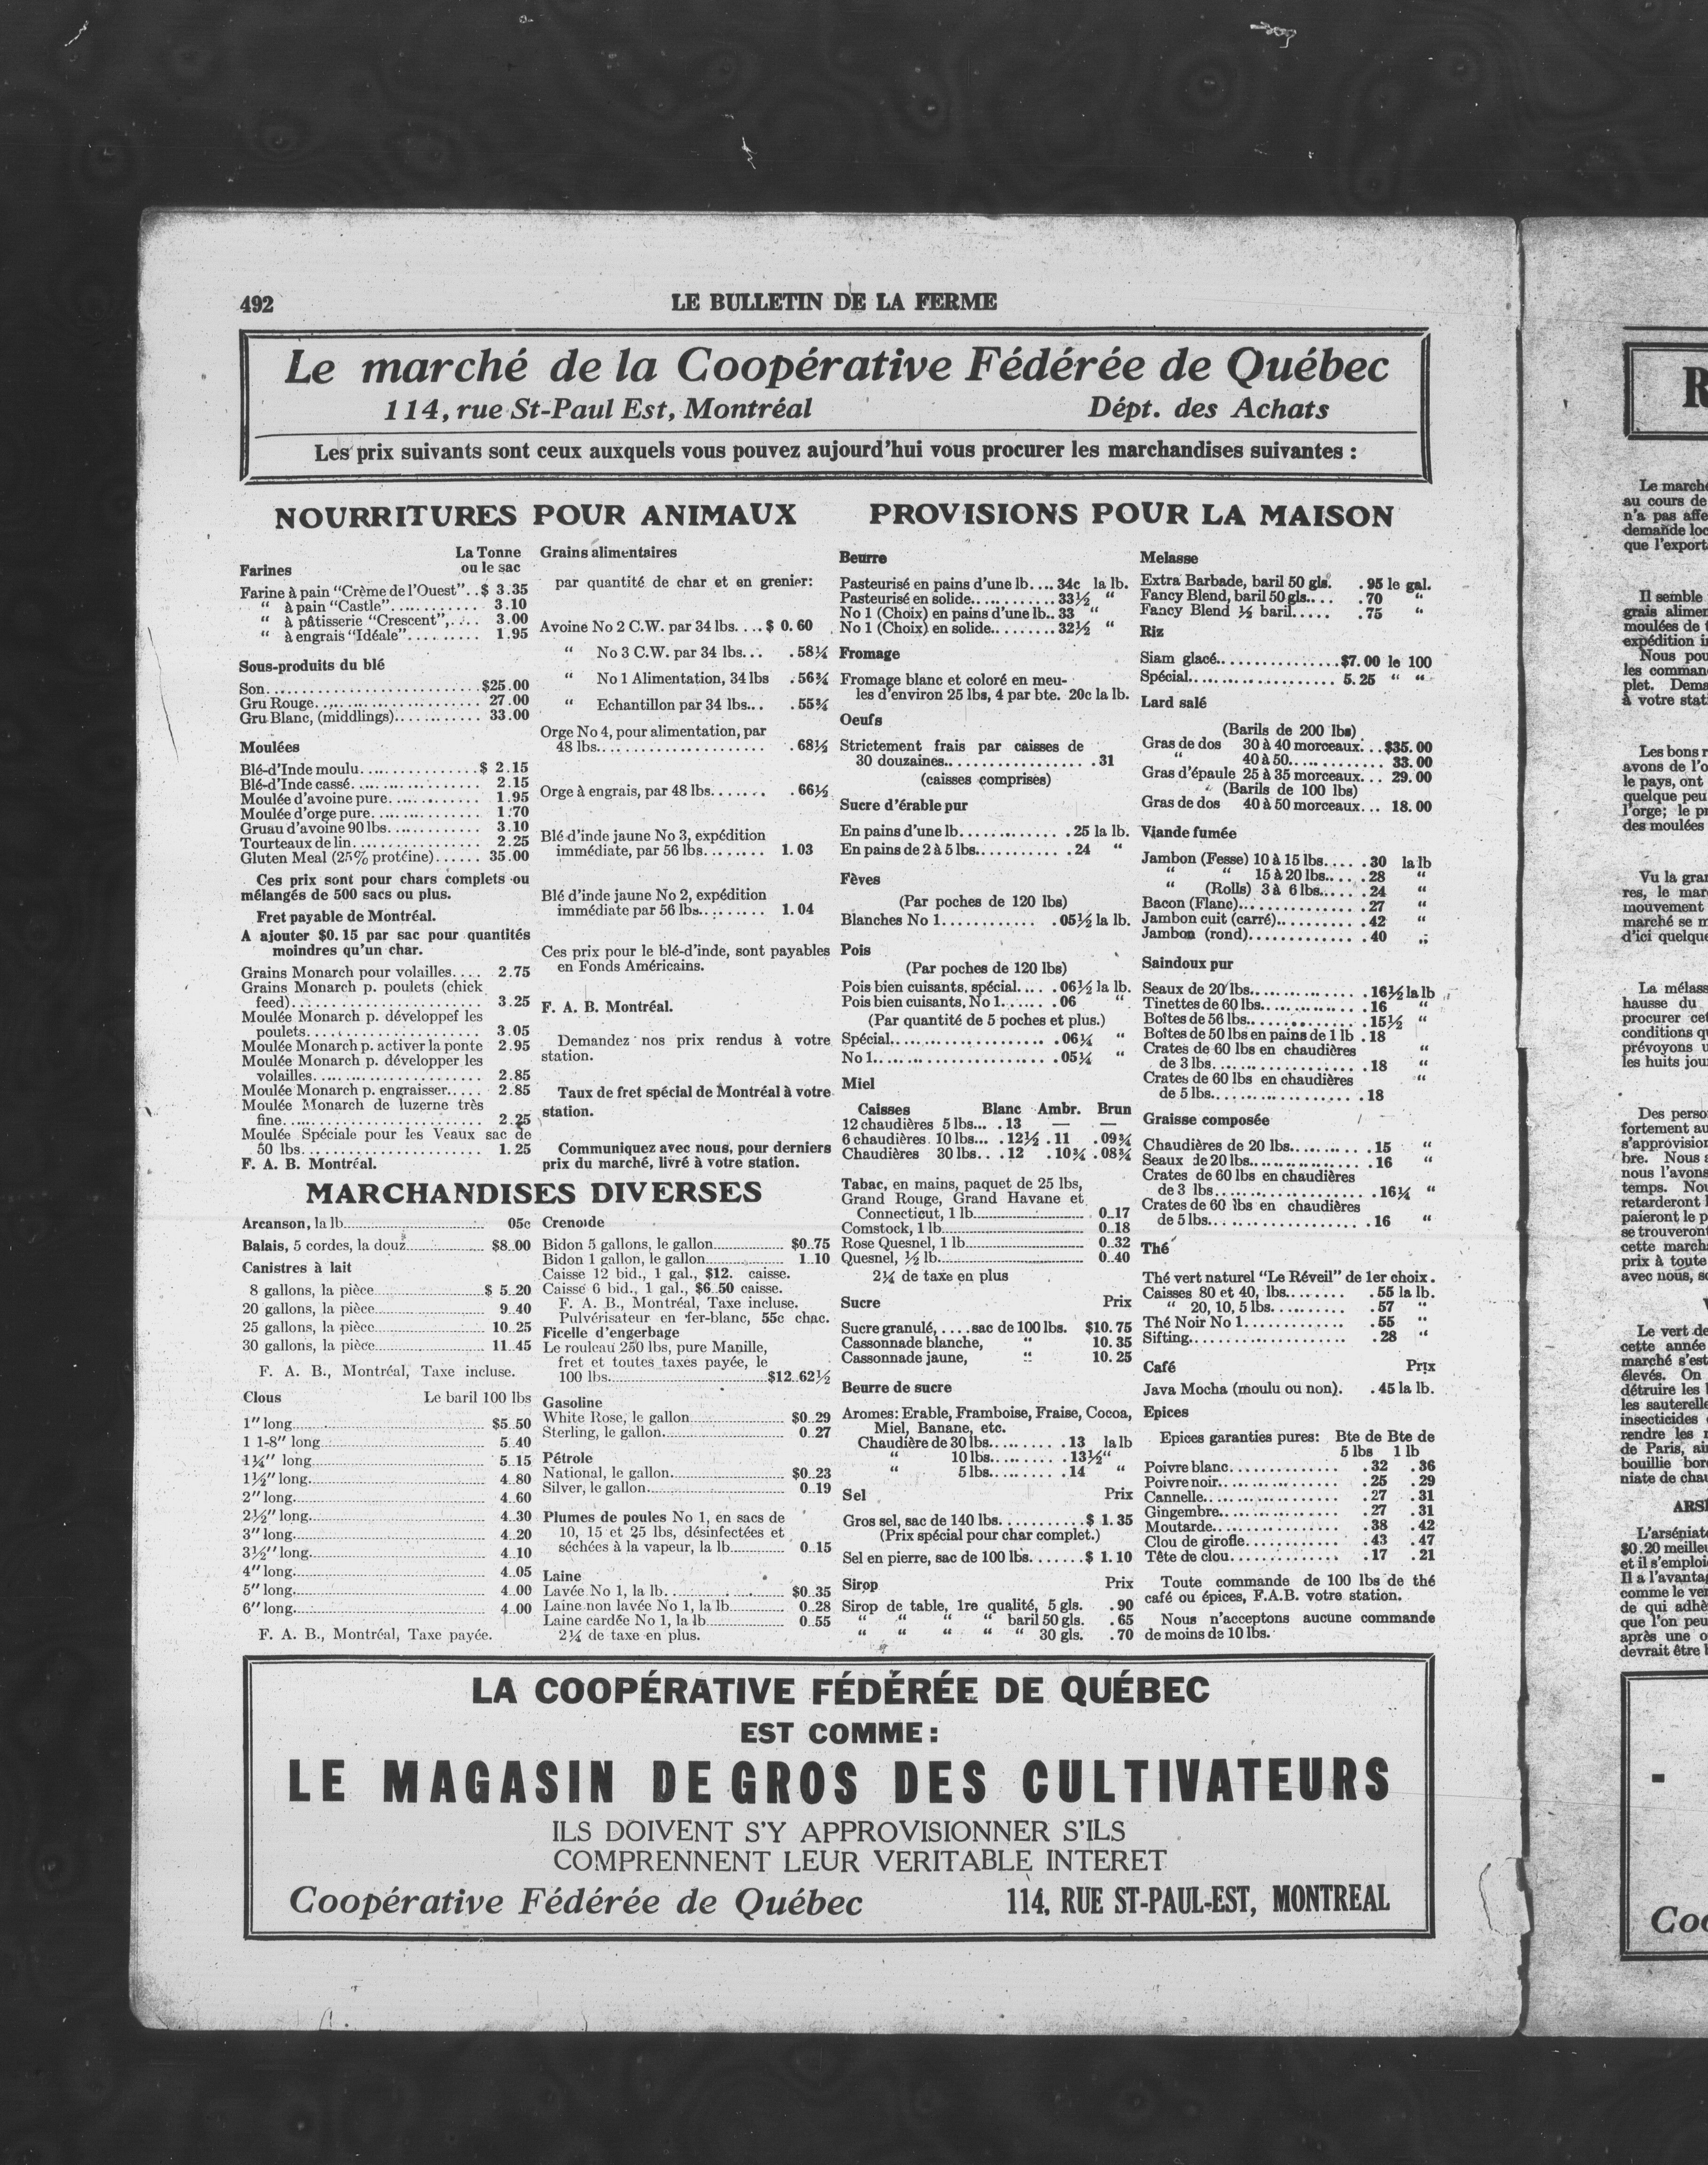 492
LE BULLETIN DE LA FERME
Le marché de la Coopérative Fédérée de Québec
114, rue St-Paul Est, Montréal Dépt. des Achats
Les prix suivants sont ceux auxquels vous pouvez aujourd'hui vous procurer les marchandises suivantes :
NOURRITURES POUR ANIMAUX
La Tonne
Farines ou le sac
Farine à pain "Crème de l'Ouest"..$ 3.35
" à pain "Castle"............ 3.10
" à pâtisserie "Crescent",.... 3.00
" à engrais "Idéale"......... 1.95
Sous-produits du blé
Son.............................$25.00
Gru Rouge...................... 27.00
Gru Blanc, (middlings)............ 33.00
Moulées
Blé-d'Inde moulu................$ 2.15
Blé-d'Inde cassé.................. 2.15
Moulée d'avoine pure............. 1.95
Moulée d'orge pure............... 1.70
Gruau d'avoine 90 lbs............. 3.10
Tourteaux de lin.................. 2.25
Gluten Meal (25% protéine)...... 35.00
Ces prix sont pour chars complets ou
mélangés de 500 sacs ou plus.
Fret payable de Montréal.
A ajouter $0.15 par sac pour quantités
moindres qu'un char.
Grains Monarch pour volailles.... 2.75
Grains Monarch p. poulets (chick
feed)......................... 3.25
Moulée Monarch p. développef les
poulets....................... 3.05
Moulée Monarch p. activer la ponte 2.95
Moulée Monarch p. développer les
volailles...................... 2.85
Moulée Monarch p. engraisser..... 2.85
Moulée Monarch de luzerne très
fine.......................... 2.25
Moulée Spéciale pour les Veaux sac de
50 lbs........................ 1.25
F. A. B. Montréal.
Grains alimentaires
par quantité de char et en grenier:
Avoine No 2 C.W. par 34 lbs....$ 0.60
" No 3 C.W. par 34 lbs... .58¼
" No 1 Alimentation, 34 lbs .56¾
" Echantillon par 34 lbs... .55¾
Orge No 4, pour alimentation, par
48 lbs...................... .68½
Orge à engrais, par 48 lbs....... .66½
Blé d'inde jaune No 3, expédition
immédiate, par 56 lbs........ 1.03
Blé d'inde jaune No 2, expédition
immédiate par 56 lbs......... 1.04
Ces prix pour le blé-d'inde, sont payables
en Fonds Américains.
F. A. B. Montréal.
Demandez nos prix rendus à votre
station.
Taux de fret spécial de Montréal à votre
station.
Communiquez avec nous, pour derniers
prix du marché, livré à votre station.
MARCHANDISES DIVERSES
Arcanson, la lb........ 05c
Balais, 5 cordes, la douz........ $8.00
Canistres à lait
8 gallons, la pièce........ $ 5.20
20 gallons, la pièce........ 9.40
25 gallons, la pièce........ 10.25
30 gallons, la pièce........ 11.45
F. A. B., Montréal, Taxe incluse.
Clous Le baril 100 lbs
1" long........ $5.50
1 1-8" long........ 5.40
1¼" long........ 5.15
1½" long........ 4.80
2" long........ 4.60
2½" long........ 4.30
3" long........ 4.20
3½" long........ 4.10
4" long........ 4.05
5" long........ 4.00
6" long........ 4.00
F. A. B., Montréal, Taxe payée.
Crenoide
Bidon 5 gallons, le gallon........ $0.75
Bidon 1 gallon, le gallon........ 1.10
Caisse 12 bid., 1 gal., $12. caisse.
Caisse 6 bid., 1 gal., $6.50 caisse.
F. A. B., Montréal, Taxe incluse.
Pulvérisateur en fer-blanc, 55c chac.
Ficelle d'engerbage
Le rouleau 250 lbs, pure Manille,
fret et toutes taxes payée, le
100 lbs........ $12.62½
Gasoline
White Rose, le gallon........ $0.29
Sterling, le gallon........ 0.27
Pétrole
National, le gallon........ $0.23
Silver, le gallon........ 0.19
Plumes de poules No 1, en sacs de
10, 15 et 25 lbs, désinfectées et
séchées à la vapeur, la lb........ 0.15
Laine
Lavée No 1, la lb........ $0.35
Laine non lavée No 1, la lb........ 0.28
Laine cardée No 1, la lb........ 0.55
2¼ de taxe en plus.
PROVISIONS POUR LA MAISON
Beurre
Pasteurisé en pains d'une lb.... 34c la lb.
Pasteurisé en solide............ 33½ "
No 1 (Choix) en pains d'une lb.. 33 "
No 1 (Choix) en solide......... 32½ "
Fromage
Fromage blanc et coloré en meu-
les d'environ 25 lbs, 4 par bte. 20c la lb.
Oeufs
Strictement frais par caisses de
30 douzaines.................. .31
(caisses comprises)
Sucre d'érable pur
En pains d'une lb.............. .25 la lb.
En pains de 2 à 5 lbs........... .24 "
Fèves
(Par poches de 120 lbs)
Blanches No 1............ .05½ la lb.
Pois
(Par poches de 120 lbs)
Pois bien cuisants, spécial.... .06½ la lb.
Pois bien cuisants, No 1...... .06 "
(Par quantité de 5 poches et plus.)
Spécial..................... .06¼ "
No 1........................ .05¼ "
Miel
Caisses Blanc Ambr. Brun
12 chaudières 5 lbs... .13 — —
6 chaudières 10 lbs... .12½ .11 .09¾
Chaudières 30 lbs.. .12 .10¾ .08¾
Tabac, en mains, paquet de 25 lbs,
Grand Rouge, Grand Havane et
Connecticut, 1 lb........ 0.17
Comstock, 1 lb........ 0.18
Rose Quesnel, 1 lb........ 0.32
Quesnel, ½ lb........ 0.40
2¼ de taxe en plus
Sucre Prix
Sucre granulé,....sac de 100 lbs. $10.75
Cassonnade blanche, " 10.35
Cassonnade jaune, " 10.25
Beurre de sucre
Aromes: Erable, Framboise, Fraise, Cocoa,
Miel, Banane, etc.
Chaudière de 30 lbs......... .13 la lb
" 10 lbs......... .13½ "
" 5 lbs......... .14 "
Sel Prix
Gros sel, sac de 140 lbs...........$ 1.35
(Prix spécial pour char complet.)
Sel en pierre, sac de 100 lbs.......$ 1.10
Sirop Prix
Sirop de table, 1re qualité, 5 gls. .90
" " " " baril 50 gls. .65
" " " " " 30 gls. .70
Melasse
Extra Barbade, baril 50 gls. .95 le gal.
Fancy Blend, baril 50 gls.... .70 "
Fancy Blend ½ baril..... .75 "
Riz
Siam glacé.................$7.00 le 100
Spécial.................... 5.25 " "
Lard salé
(Barils de 200 lbs)
Gras de dos 30 à 40 morceaux...$35.00
" 40 à 50............ 33.00
Gras d'épaule 25 à 35 morceaux... 29.00
(Barils de 100 lbs)
Gras de dos 40 à 50 morceaux... 18.00
Viande fumée
Jambon (Fesse) 10 à 15 lbs..... .30 la lb
" " 15 à 20 lbs.... .28 "
" (Rolls) 3 à 6 lbs...... .24 "
Bacon (Flanc)................ .27 "
Jambon cuit (carré)........... .42 "
Jambon (rond).............. .40 "
Saindoux pur
Seaux de 20 lbs............... .16½ la lb
Tinettes de 60 lbs............. .16 "
Boîtes de 56 lbs............... .15½ "
Boîtes de 50 lbs en pains de 1 lb .18
Crates de 60 lbs en chaudières "
de 3 lbs.................... .18 "
Crates de 60 lbs en chaudières "
de 5 lbs.................... .18
Graisse composée
Chaudières de 20 lbs.......... .15 "
Seaux de 20 lbs............... .16 "
Crates de 60 lbs en chaudières
de 3 lbs..................... .16¼ "
Crates de 60 lbs en chaudières
de 5 lbs.................... .16 "
Thé
Thé vert naturel "Le Réveil" de 1er choix.
Caisses 80 et 40, lbs........ .55 la lb.
" 20, 10, 5 lbs.......... .57 "
Thé Noir No 1............. .55 "
Sifting..................... .28 "
Café Prix
Java Mocha (moulu ou non). .45 la lb.
Epices
Epices garanties pures: Bte de Bte de
5 lbs 1 lb
Poivre blanc............... .32 .36
Poivre noir................ .25 .29
Cannelle................... .27 .31
Gingembre................. .27 .31
Moutarde.................. .38 .42
Clou de girofle............. .43 .47
Tête de clou............... .17 .21
Toute commande de 100 lbs de thé
café ou épices, F.A.B. votre station.
Nous n'acceptons aucune commande
de moins de 10 lbs.
LA COOPÉRATIVE FÉDÉRÉE DE QUÉBEC
EST COMME:
LE MAGASIN DE GROS DES CULTIVATEURS
ILS DOIVENT S'Y APPROVISIONNER S'ILS
COMPRENNENT LEUR VERITABLE INTERET
Coopérative Fédérée de Québec 114, RUE ST-PAUL-EST, MONTREAL